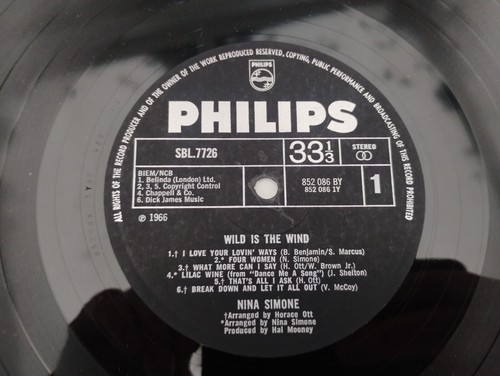 ALL RIGHTS OF THE RECORD PRODUCER AND OF THE OWNER OF THE WORK REPRODUCED RESERVED, COPYING, PUBLIC PERFORMANCE AND BROADCASTING OF THIS RECORD PROHIBITED
PHILIPS
PHILIPS
SBL.7726
33 1/3
STEREO
BIEM/NCB
1. Belinda (London) Ltd.
2, 3, 5. Copyright Control
4. Chappell & Co.
6. Dick James Music
852 086 BY
852 086 1Y
1
℗ 1966
WILD IS THE WIND
1.† I LOVE YOUR LOVIN' WAYS (B. Benjamin/S. Marcus)
2.* FOUR WOMEN (N. Simone)
3.† WHAT MORE CAN I SAY (H. Ott/W. Brown Jr.)
4.* LILAC WINE (from "Dance Me A Song") (J. Shelton)
5.† THAT'S ALL I ASK (H. Ott)
6.† BREAK DOWN AND LET IT ALL OUT (V. McCoy)
NINA SIMONE
†Arranged by Horace Ott
*Arranged by Nina Simone
Produced by Hal Mooney